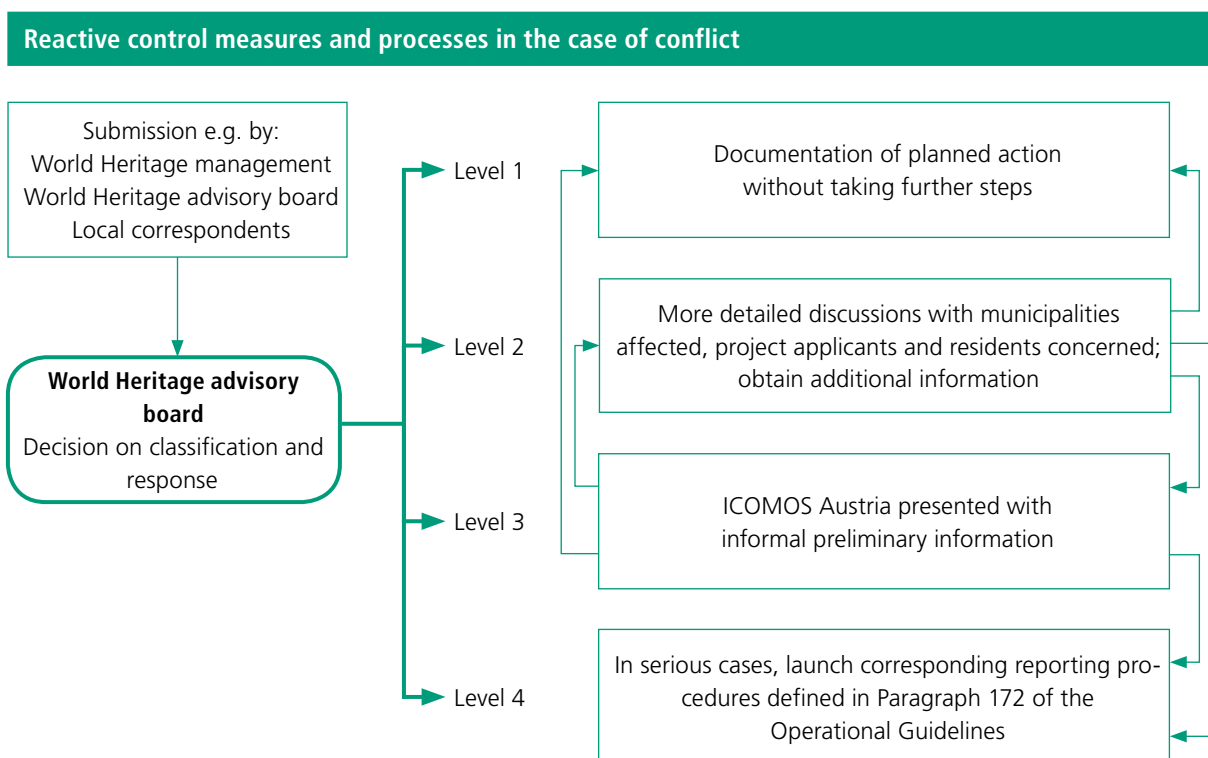 Reactive control measures and processes in the case of conflict
Submission e.g. by:
World Heritage management
World Heritage advisory board
Local correspondents
World Heritage advisory
board
Decision on classification and
response
Level 1
Documentation of planned action
without taking further steps
Level 2
More detailed discussions with municipalities
affected, project applicants and residents concerned;
obtain additional information
Level 3
ICOMOS Austria presented with
informal preliminary information
Level 4
In serious cases, launch corresponding reporting pro-
cedures defined in Paragraph 172 of the
Operational Guidelines